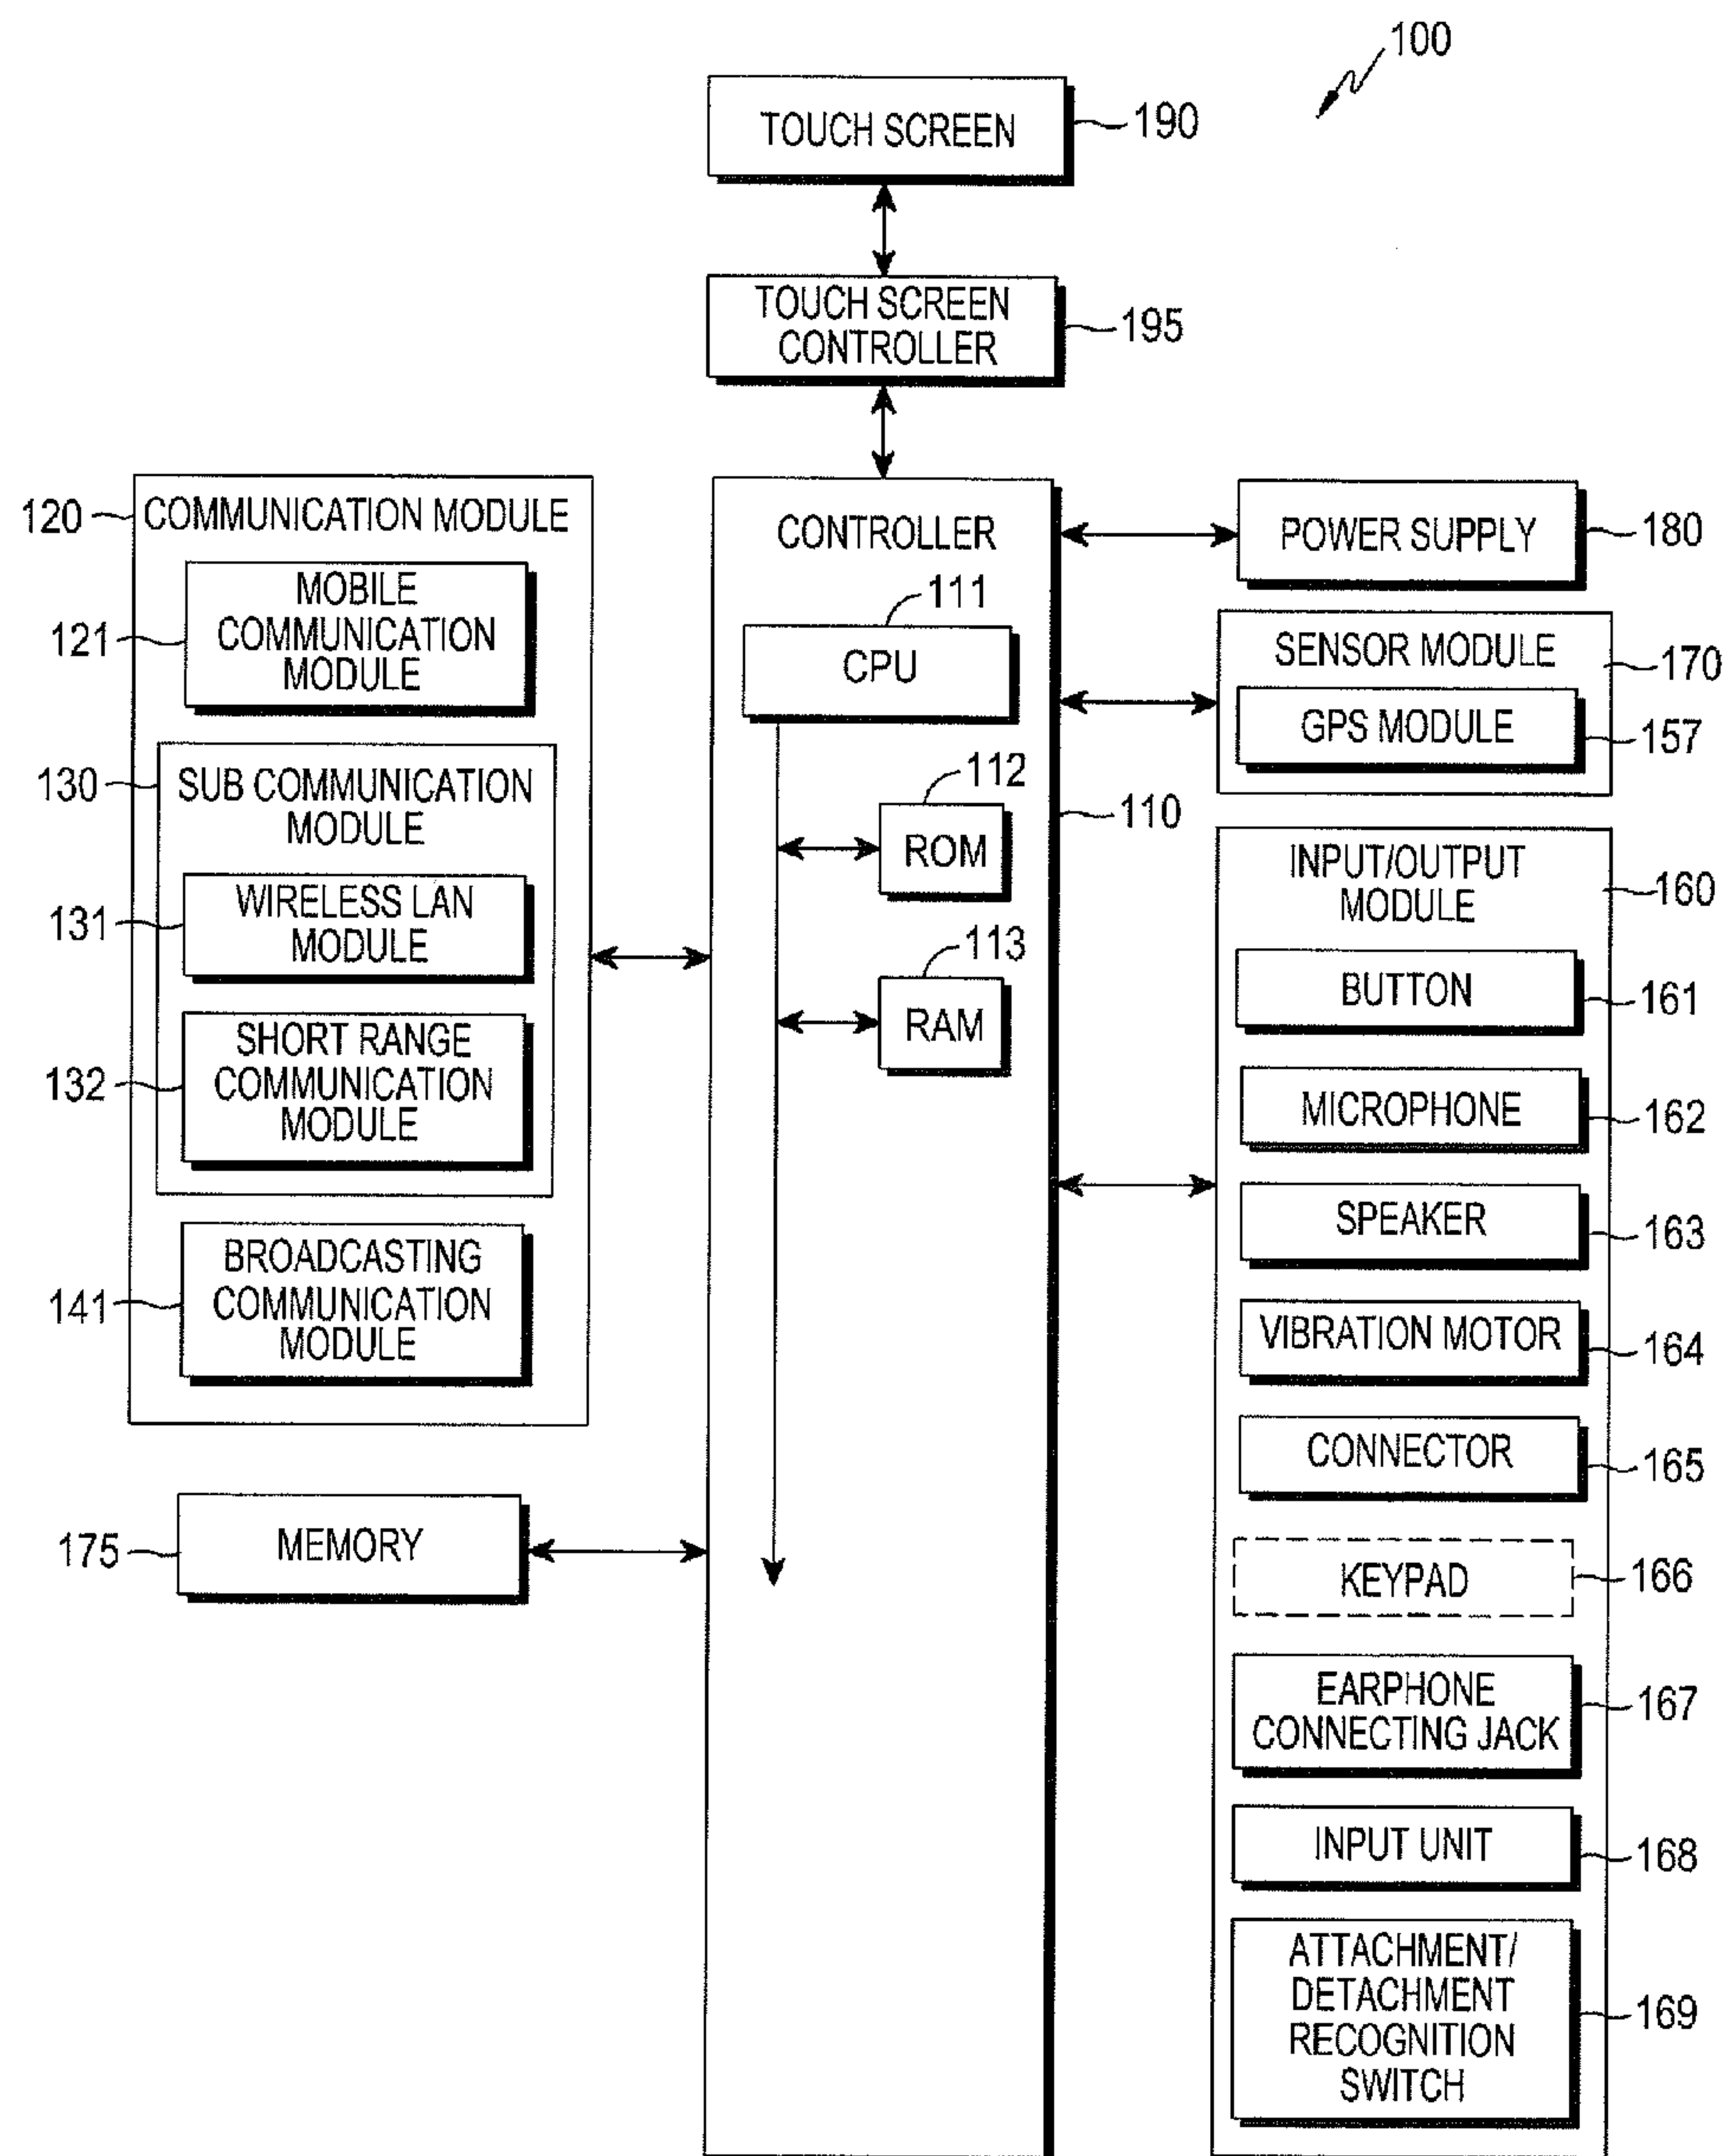 100
TOUCH SCREEN
190
TOUCH SCREEN
CONTROLLER
195
120
COMMUNICATION MODULE
MOBILE
COMMUNICATION
MODULE
121
130
SUB COMMUNICATION
MODULE
131
WIRELESS LAN
MODULE
132
SHORT RANGE
COMMUNICATION
MODULE
141
BROADCASTING
COMMUNICATION
MODULE
175
MEMORY
CONTROLLER
111
CPU
112
ROM
110
113
RAM
POWER SUPPLY
180
SENSOR MODULE
170
GPS MODULE
157
INPUT/OUTPUT
MODULE
160
BUTTON
161
MICROPHONE
162
SPEAKER
163
VIBRATION MOTOR
164
CONNECTOR
165
KEYPAD
166
EARPHONE
CONNECTING JACK
167
INPUT UNIT
168
ATTACHMENT/
DETACHMENT
RECOGNITION
SWITCH
169